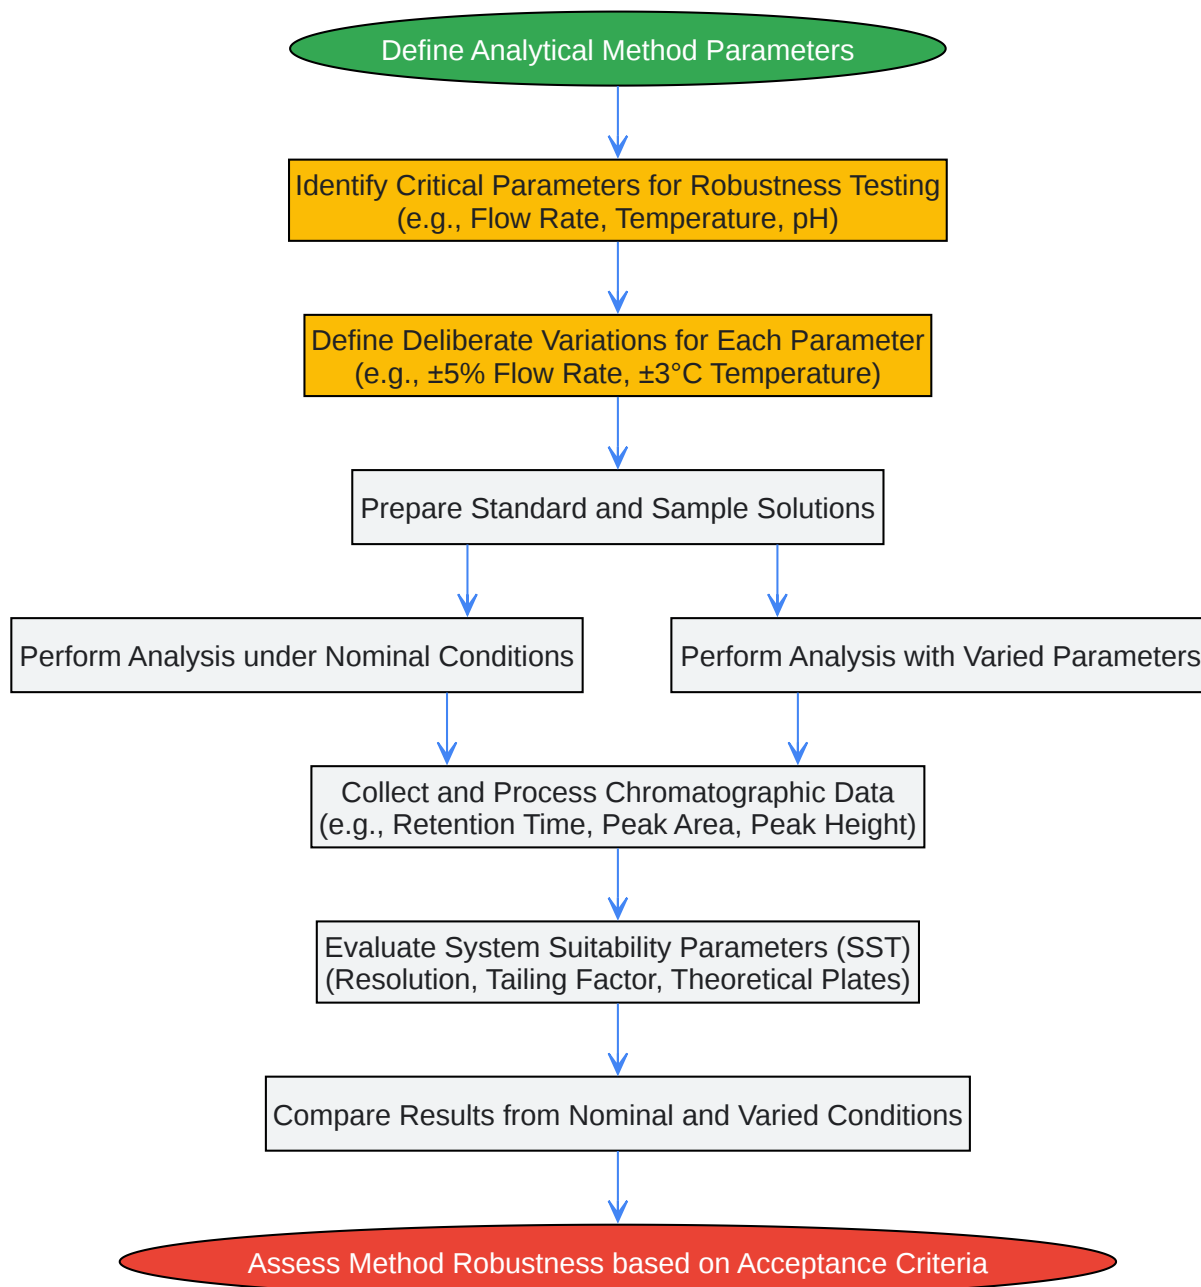 Define Analytical Method Parameters
Identify Critical Parameters for Robustness Testing
(e.g., Flow Rate, Temperature, pH)
Define Deliberate Variations for Each Parameter
(e.g., ±5% Flow Rate, ±3°C Temperature)
Prepare Standard and Sample Solutions
Perform Analysis under Nominal Conditions
Perform Analysis with Varied Parameters
Collect and Process Chromatographic Data
(e.g., Retention Time, Peak Area, Peak Height)
Evaluate System Suitability Parameters (SST)
(Resolution, Tailing Factor, Theoretical Plates)
Compare Results from Nominal and Varied Conditions
Assess Method Robustness based on Acceptance Criteria